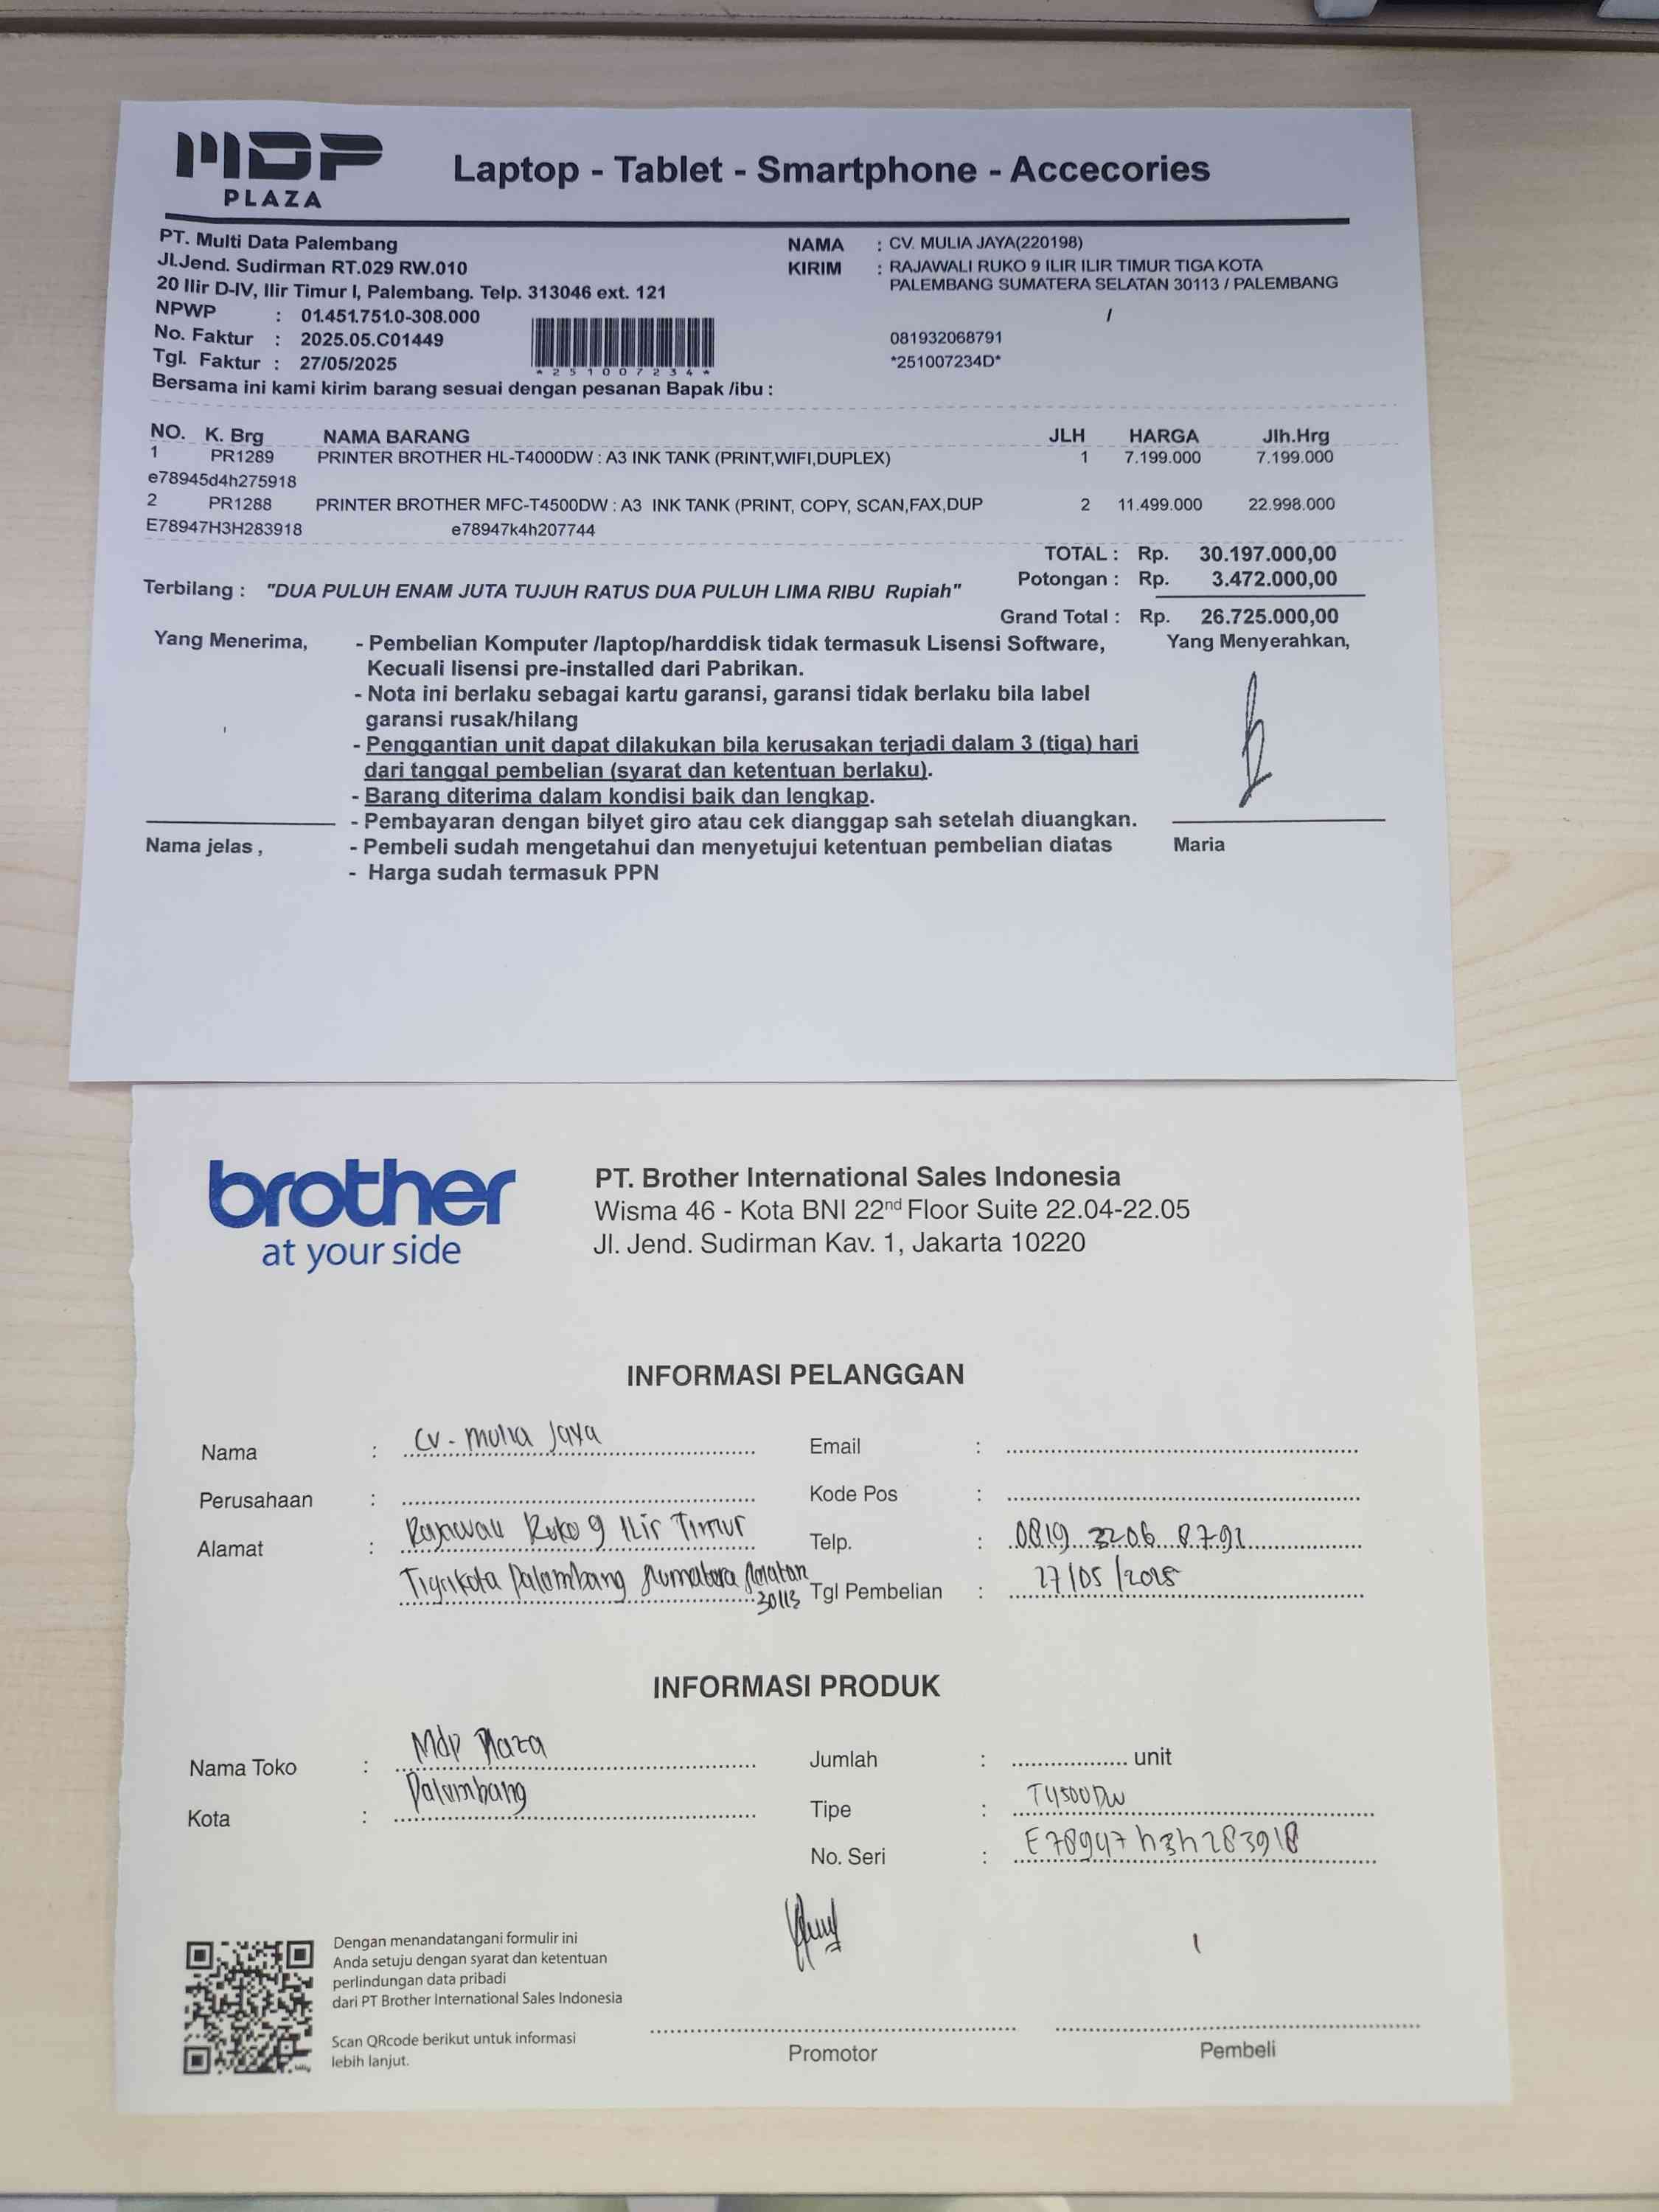 MDP
PLAZA
Laptop - Tablet - Smartphone - Accecories
PT. Multi Data Palembang
Jl.Jend. Sudirman RT.029 RW.010
20 Ilir D-IV, Ilir Timur I, Palembang. Telp. 313046 ext. 121
NPWP : 01.451.751.0-308.000
No. Faktur : 2025.05.C01449
Tgl. Faktur : 27/05/2025
*251007234*
NAMA : CV. MULIA JAYA(220198)
KIRIM : RAJAWALI RUKO 9 ILIR ILIR TIMUR TIGA KOTA
PALEMBANG SUMATERA SELATAN 30113 / PALEMBANG
/
081932068791
*251007234D*
Bersama ini kami kirim barang sesuai dengan pesanan Bapak /ibu :
NO. K. Brg NAMA BARANG JLH HARGA Jlh.Hrg
1 PR1289 PRINTER BROTHER HL-T4000DW : A3 INK TANK (PRINT,WIFI,DUPLEX) 1 7.199.000 7.199.000
e78945d4h275918
2 PR1288 PRINTER BROTHER MFC-T4500DW : A3 INK TANK (PRINT, COPY, SCAN,FAX,DUP 2 11.499.000 22.998.000
E78947H3H283918 e78947k4h207744
TOTAL : Rp. 30.197.000,00
Potongan : Rp. 3.472.000,00
Terbilang : "DUA PULUH ENAM JUTA TUJUH RATUS DUA PULUH LIMA RIBU Rupiah"
Grand Total : Rp. 26.725.000,00
Yang Menerima,
- Pembelian Komputer /laptop/harddisk tidak termasuk Lisensi Software,
Kecuali lisensi pre-installed dari Pabrikan.
- Nota ini berlaku sebagai kartu garansi, garansi tidak berlaku bila label
garansi rusak/hilang
- Penggantian unit dapat dilakukan bila kerusakan terjadi dalam 3 (tiga) hari
dari tanggal pembelian (syarat dan ketentuan berlaku).
- Barang diterima dalam kondisi baik dan lengkap.
- Pembayaran dengan bilyet giro atau cek dianggap sah setelah diuangkan.
- Pembeli sudah mengetahui dan menyetujui ketentuan pembelian diatas
- Harga sudah termasuk PPN
Yang Menyerahkan,
Nama jelas ,
Maria
brother
at your side
PT. Brother International Sales Indonesia
Wisma 46 - Kota BNI 22nd Floor Suite 22.04-22.05
Jl. Jend. Sudirman Kav. 1, Jakarta 10220
INFORMASI PELANGGAN
Nama : CV - Mulia Jaya
Perusahaan :
Alamat : Rajawali Ruko 9 Ilir Timur
Tiga Kota Palembang Sumatera Selatan
30113
Email :
Kode Pos :
Telp. : 0819 3206 8791
Tgl Pembelian : 27/05/2025
INFORMASI PRODUK
Nama Toko : Mdp Plaza
Kota : Palembang
Jumlah : unit
Tipe : T4500DW
No. Seri : E78947h3h283918
Dengan menandatangani formulir ini
Anda setuju dengan syarat dan ketentuan
perlindungan data pribadi
dari PT Brother International Sales Indonesia
Scan QRcode berikut untuk informasi
lebih lanjut.
Promotor
Pembeli